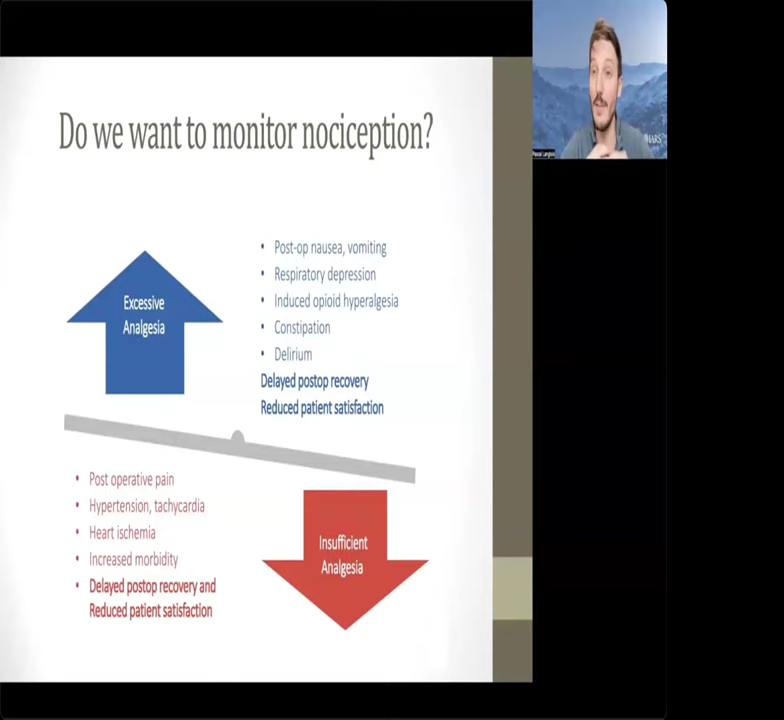 Do we want to monitor nociception?
Excessive
Analgesia
• Post-op nausea, vomiting
• Respiratory depression
• Induced opioid hyperalgesia
• Constipation
• Delirium
Delayed postop recovery
Reduced patient satisfaction
• Post operative pain
• Hypertension, tachycardia
• Heart ischemia
• Increased morbidity
• Delayed postop recovery and
Reduced patient satisfaction
Insufficient
Analgesia